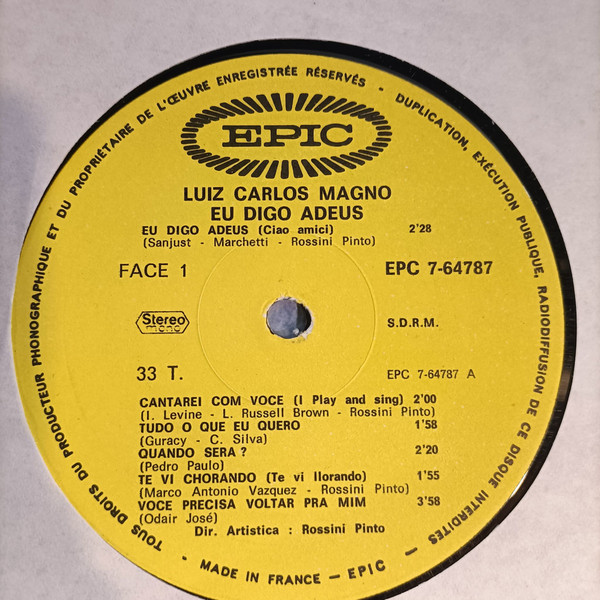 TOUS DROITS DU PRODUCTEUR PHONOGRAPHIQUE ET DU PROPRIÉTAIRE DE L'ŒUVRE ENREGISTRÉE RÉSERVÉS - DUPLICATION, EXÉCUTION PUBLIQUE, RADIODIFFUSION DE CE DISQUE INTERDITES -
EPIC
LUIZ CARLOS MAGNO
EU DIGO ADEUS
EU DIGO ADEUS (Ciao amici) 2'28
(Sanjust - Marchetti - Rossini Pinto)
FACE 1 EPC 7-64787
Stereo
mono
S.D.R.M.
33 T. EPC 7-64787 A
CANTAREI COM VOCE (I Play and sing) 2'00
(I. Levine - L. Russell Brown - Rossini Pinto)
TUDO O QUE EU QUERO 1'58
(Guracy - C. Silva)
QUANDO SERA ? 2'20
(Pedro Paulo)
TE VI CHORANDO (Te vi llorando) 1'55
(Marco Antonio Vazquez - Rossini Pinto)
VOCE PRECISA VOLTAR PRA MIM 3'58
(Odair José)
Dir. Artistica : Rossini Pinto
- MADE IN FRANCE — EPIC —